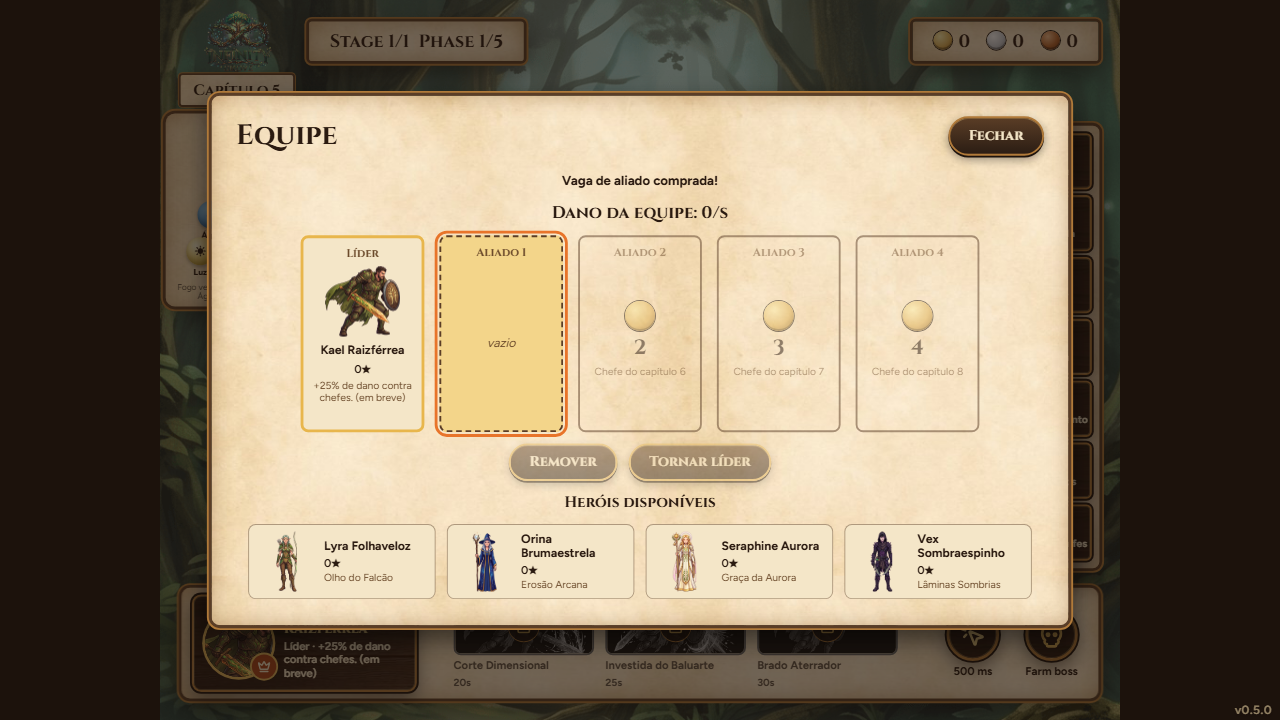 Stage 1/1 Phase 1/5
0 0 0
Capítulo 5
Equipe
Fechar
Vaga de aliado comprada!
Dano da equipe: 0/s
Líder
Kael Raizférrea
0★
+25% de dano contra
chefes. (em breve)
Aliado 1
vazio
Aliado 2
2
Chefe do capítulo 6
Aliado 3
3
Chefe do capítulo 7
Aliado 4
4
Chefe do capítulo 8
Remover
Tornar líder
Heróis disponíveis
Lyra Folhaveloz
0★
Olho do Falcão
Orina
Brumaestrela
0★
Erosão Arcana
Seraphine Aurora
0★
Graça da Aurora
Vex
Sombraespinho
0★
Lâminas Sombrias
Líder · +25% de dano
contra chefes. (em
breve)
Corte Dimensional
20s
Investida do Baluarte
25s
Brado Aterrador
30s
500 ms
Farm boss
v0.5.0